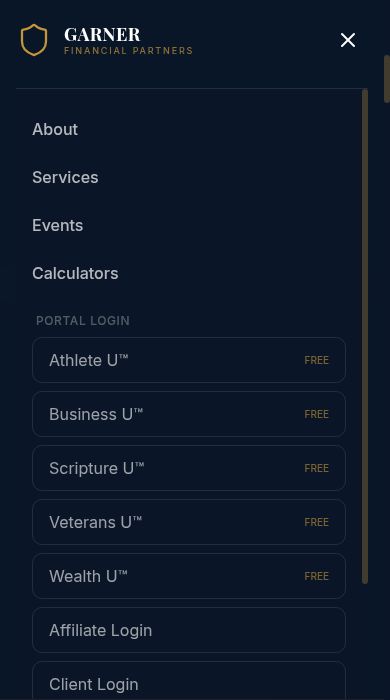 GARNER
FINANCIAL PARTNERS
About
Services
Events
Calculators
PORTAL LOGIN
Athlete U™ FREE
Business U™ FREE
Scripture U™ FREE
Veterans U™ FREE
Wealth U™ FREE
Affiliate Login
Client Login